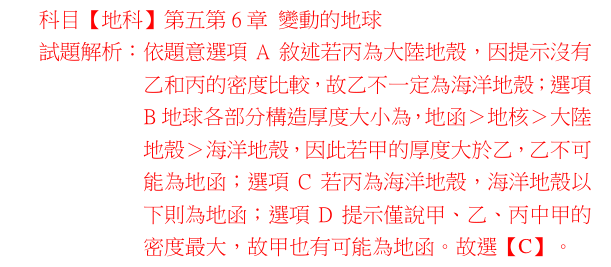 科目【地科】第五第 6 章 變動的地球
試題解析：依題意選項 A 敘述若丙為大陸地殼，因提示沒有
乙和丙的密度比較，故乙不一定為海洋地殼；選項
B 地球各部分構造厚度大小為，地函＞地核＞大陸
地殼＞海洋地殼，因此若甲的厚度大於乙，乙不可
能為地函；選項 C 若丙為海洋地殼，海洋地殼以
下則為地函；選項 D 提示僅說甲、乙、丙中甲的
密度最大，故甲也有可能為地函。故選【C】。